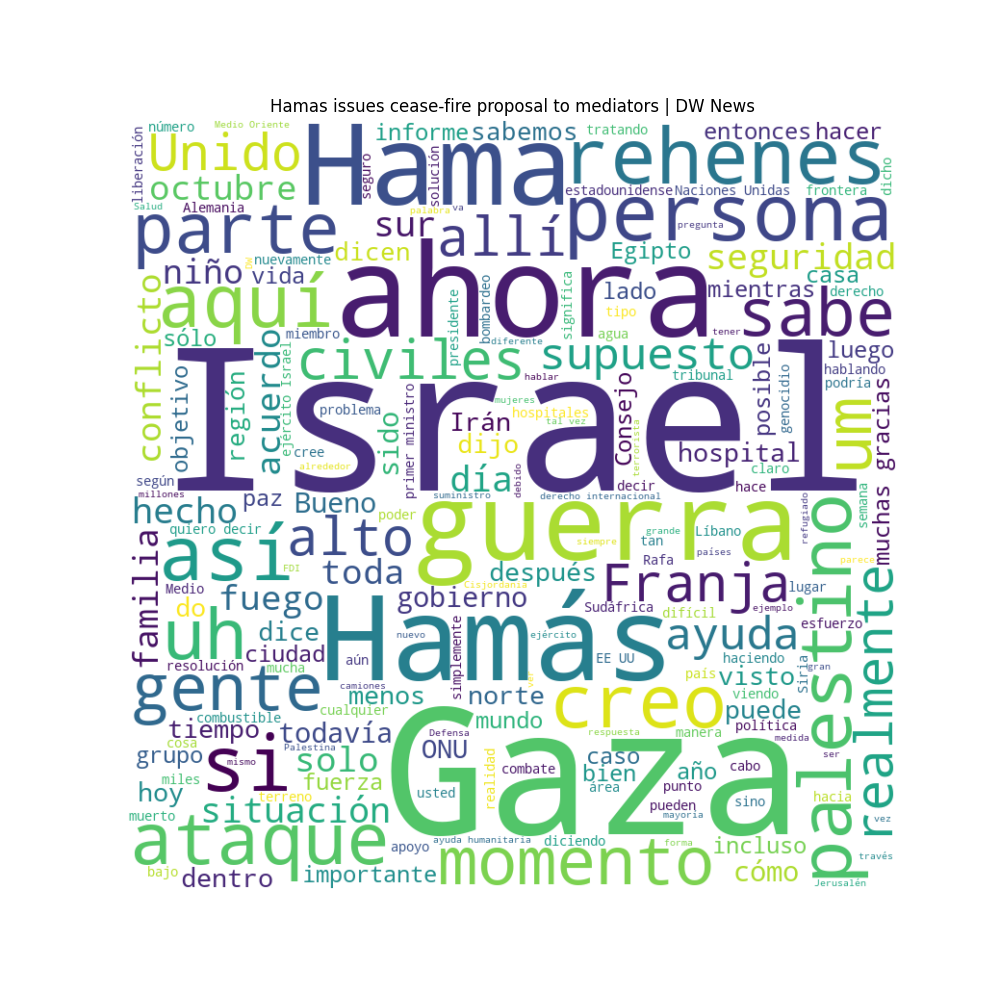 Hamas issues cease-fire proposal to mediators | DW News
número
Medio Oriente
liberación
Unido
Hama
informe
sabemos
tratando
entonces
hacer
rehenes
seguro
solución
octubre
Salud
Alemania
estadounidense
Naciones Unidas
frontera
dicho
palabra
va
persona
pregunta
parte
sur
allí
dicen
Egipto
seguridad
nuevamente
niño
vida
ahora
casa
lado
mientras
derecho
conflicto
aquí
presidente
bombardeo
significa
tipo
agua
sabe
tener
sólo
miembro
diferente
acuerdo
ejército Israel
civiles
supuesto
posible
luego
hablando
podría
objetivo
región
Israel
hablar
tribunal
genocidio
gracias
problema
primer ministro
mujeres
hospitales
tal vez
Irán
dijo
Consejo
terrorista
um
sido
cree
alrededor
decir
hospital
claro
según
día
debido
hace
millones
paz
Bueno
suministro
derecho internacional
semana
refugiado
muchas
hecho
quiero decir
poder
guerra
palestino
así
alto
siempre
grande
tan
Líbano
países
parece
familia
FDI
toda
después
Rafa
Medio
Cisjordania
Franja
lugar
realmente
do
fuego
gobierno
Sudáfrica
difícil
ejemplo
esfuerzo
uh
dice
Hamás
nuevo
ejército
ayuda
ciudad
aún
simplemente
EE UU
haciendo
Siria
gran
resolución
mucha
gente
camiones
menos
norte
ver
creo
país
visto
viendo
combustible
cualquier
puede
tiempo
todavía
Gaza
mundo
respuesta
manera
política
medida
cosa
Palestina
Defensa
grupo
mismo
si
solo
ONU
caso
ser
miles
fuerza
realidad
combate
bien
área
año
cabo
hoy
terreno
usted
punto
sino
hacia
pueden
mayoría
vez
muerto
situación
ataque
apoyo
ayuda humanitaria
diciendo
forma
incluso
través
momento
bajo
dentro
importante
cómo
Jerusalén